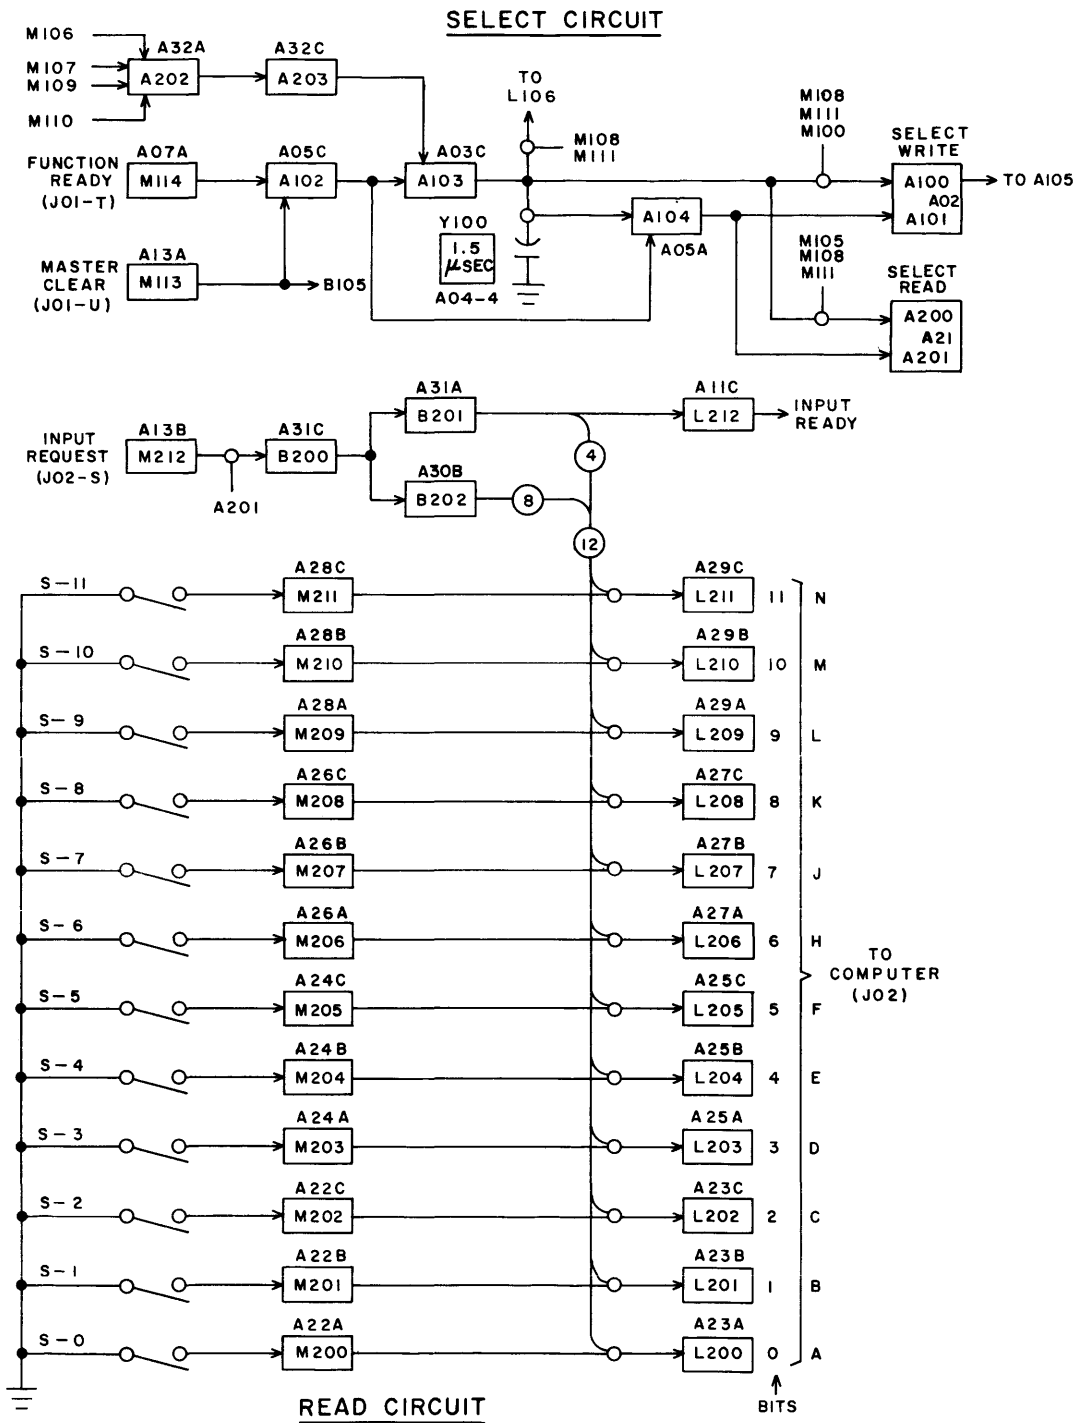 SELECT CIRCUIT
M106
M107
M109
M110
A32A
A202
A32C
A203
TO
L106
M108
M111
M108
M111
M100
FUNCTION
READY
(J01-T)
A07A
M114
A05C
A102
A03C
A103
SELECT
WRITE
A100
A02
A101
TO A105
Y100
1.5
μSEC
A04-4
A104
A05A
MASTER
CLEAR
(J01-U)
A13A
M113
B105
M105
M108
M111
SELECT
READ
A200
A21
A201
INPUT
REQUEST
(J02-S)
A13B
M212
A201
A31C
B200
A31A
B201
A30B
B202
8
4
12
A11C
L212
INPUT
READY
S-11
A28C
M211
A29C
L211
11
N
S-10
A28B
M210
A29B
L210
10
M
S-9
A28A
M209
A29A
L209
9
L
S-8
A26C
M208
A27C
L208
8
K
S-7
A26B
M207
A27B
L207
7
J
S-6
A26A
M206
A27A
L206
6
H
S-5
A24C
M205
A25C
L205
5
F
S-4
A24B
M204
A25B
L204
4
E
S-3
A24A
M203
A25A
L203
3
D
S-2
A22C
M202
A23C
L202
2
C
S-1
A22B
M201
A23B
L201
1
B
S-0
A22A
M200
A23A
L200
0
A
TO
COMPUTER
(J02)
BITS
READ CIRCUIT